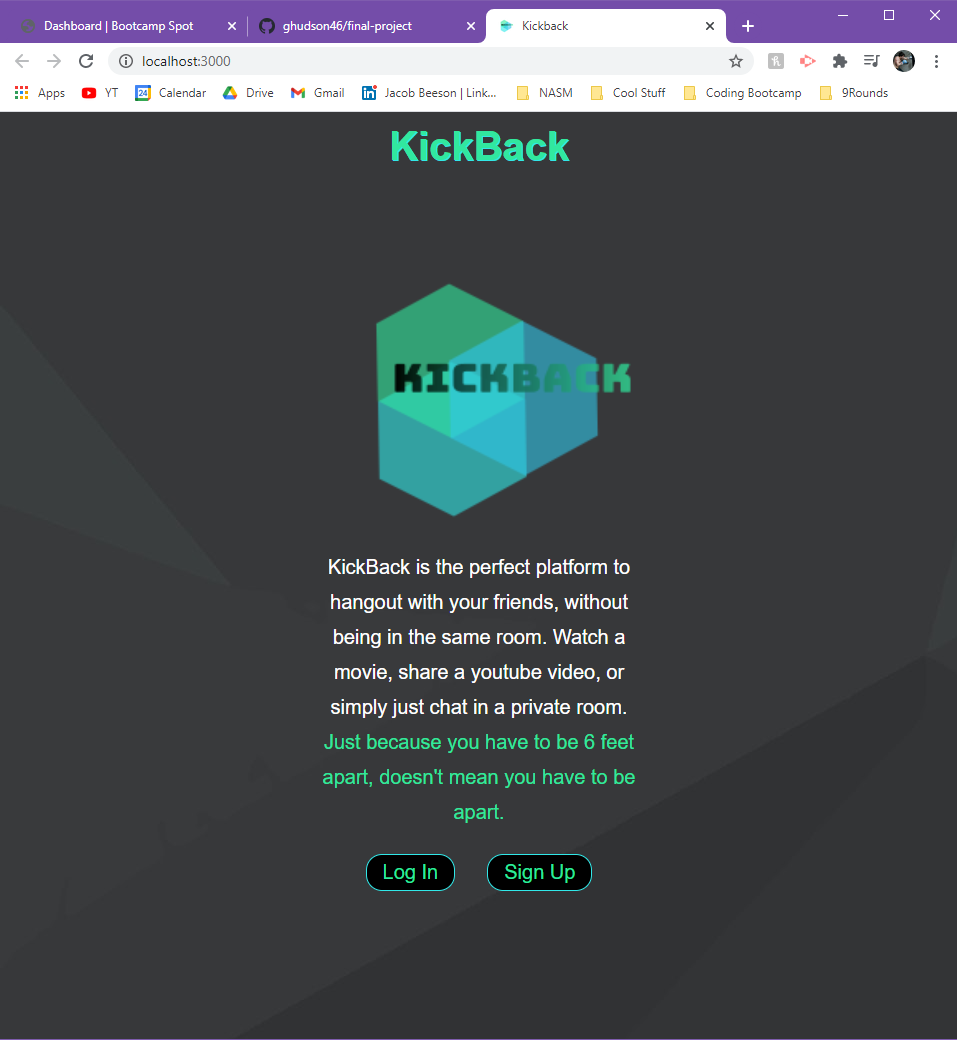 Dashboard | Bootcamp Spot
ghudson46/final-project
Kickback
localhost:3000
Apps
YT
24
Calendar
Drive
Gmail
in
Jacob Beeson | Link...
NASM
Cool Stuff
Coding Bootcamp
9Rounds
KickBack
KICKBACK
KickBack is the perfect platform to
hangout with your friends, without
being in the same room. Watch a
movie, share a youtube video, or
simply just chat in a private room.
Just because you have to be 6 feet
apart, doesn't mean you have to be
apart.
Log In
Sign Up